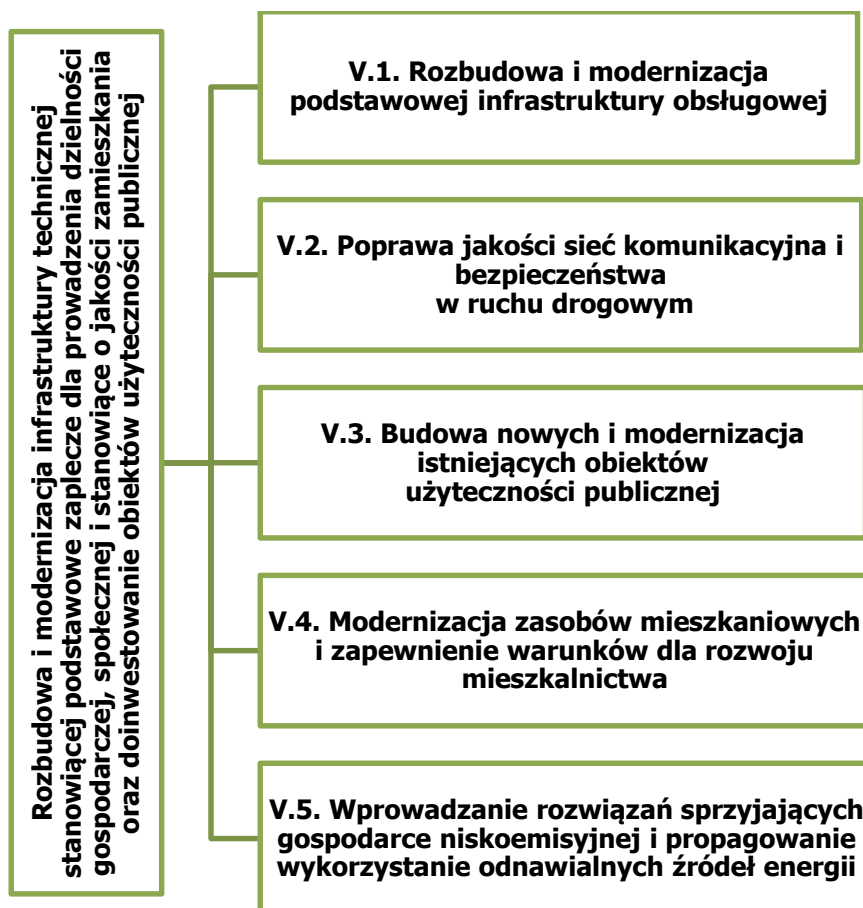 Rozbudowa i modernizacja infrastruktury technicznej
stanowiącej podstawowe zaplecze dla prowadzenia dzielności
gospodarczej, społecznej i stanowiące o jakości zamieszkania
oraz doinwestowanie obiektów użyteczności publicznej
V.1. Rozbudowa i modernizacja
podstawowej infrastruktury obsługowej
V.2. Poprawa jakości sieć komunikacyjna i
bezpieczeństwa
w ruchu drogowym
V.3. Budowa nowych i modernizacja
istniejących obiektów
użyteczności publicznej
V.4. Modernizacja zasobów mieszkaniowych
i zapewnienie warunków dla rozwoju
mieszkalnictwa
V.5. Wprowadzanie rozwiązań sprzyjających
gospodarce niskoemisyjnej i propagowanie
wykorzystanie odnawialnych źródeł energii